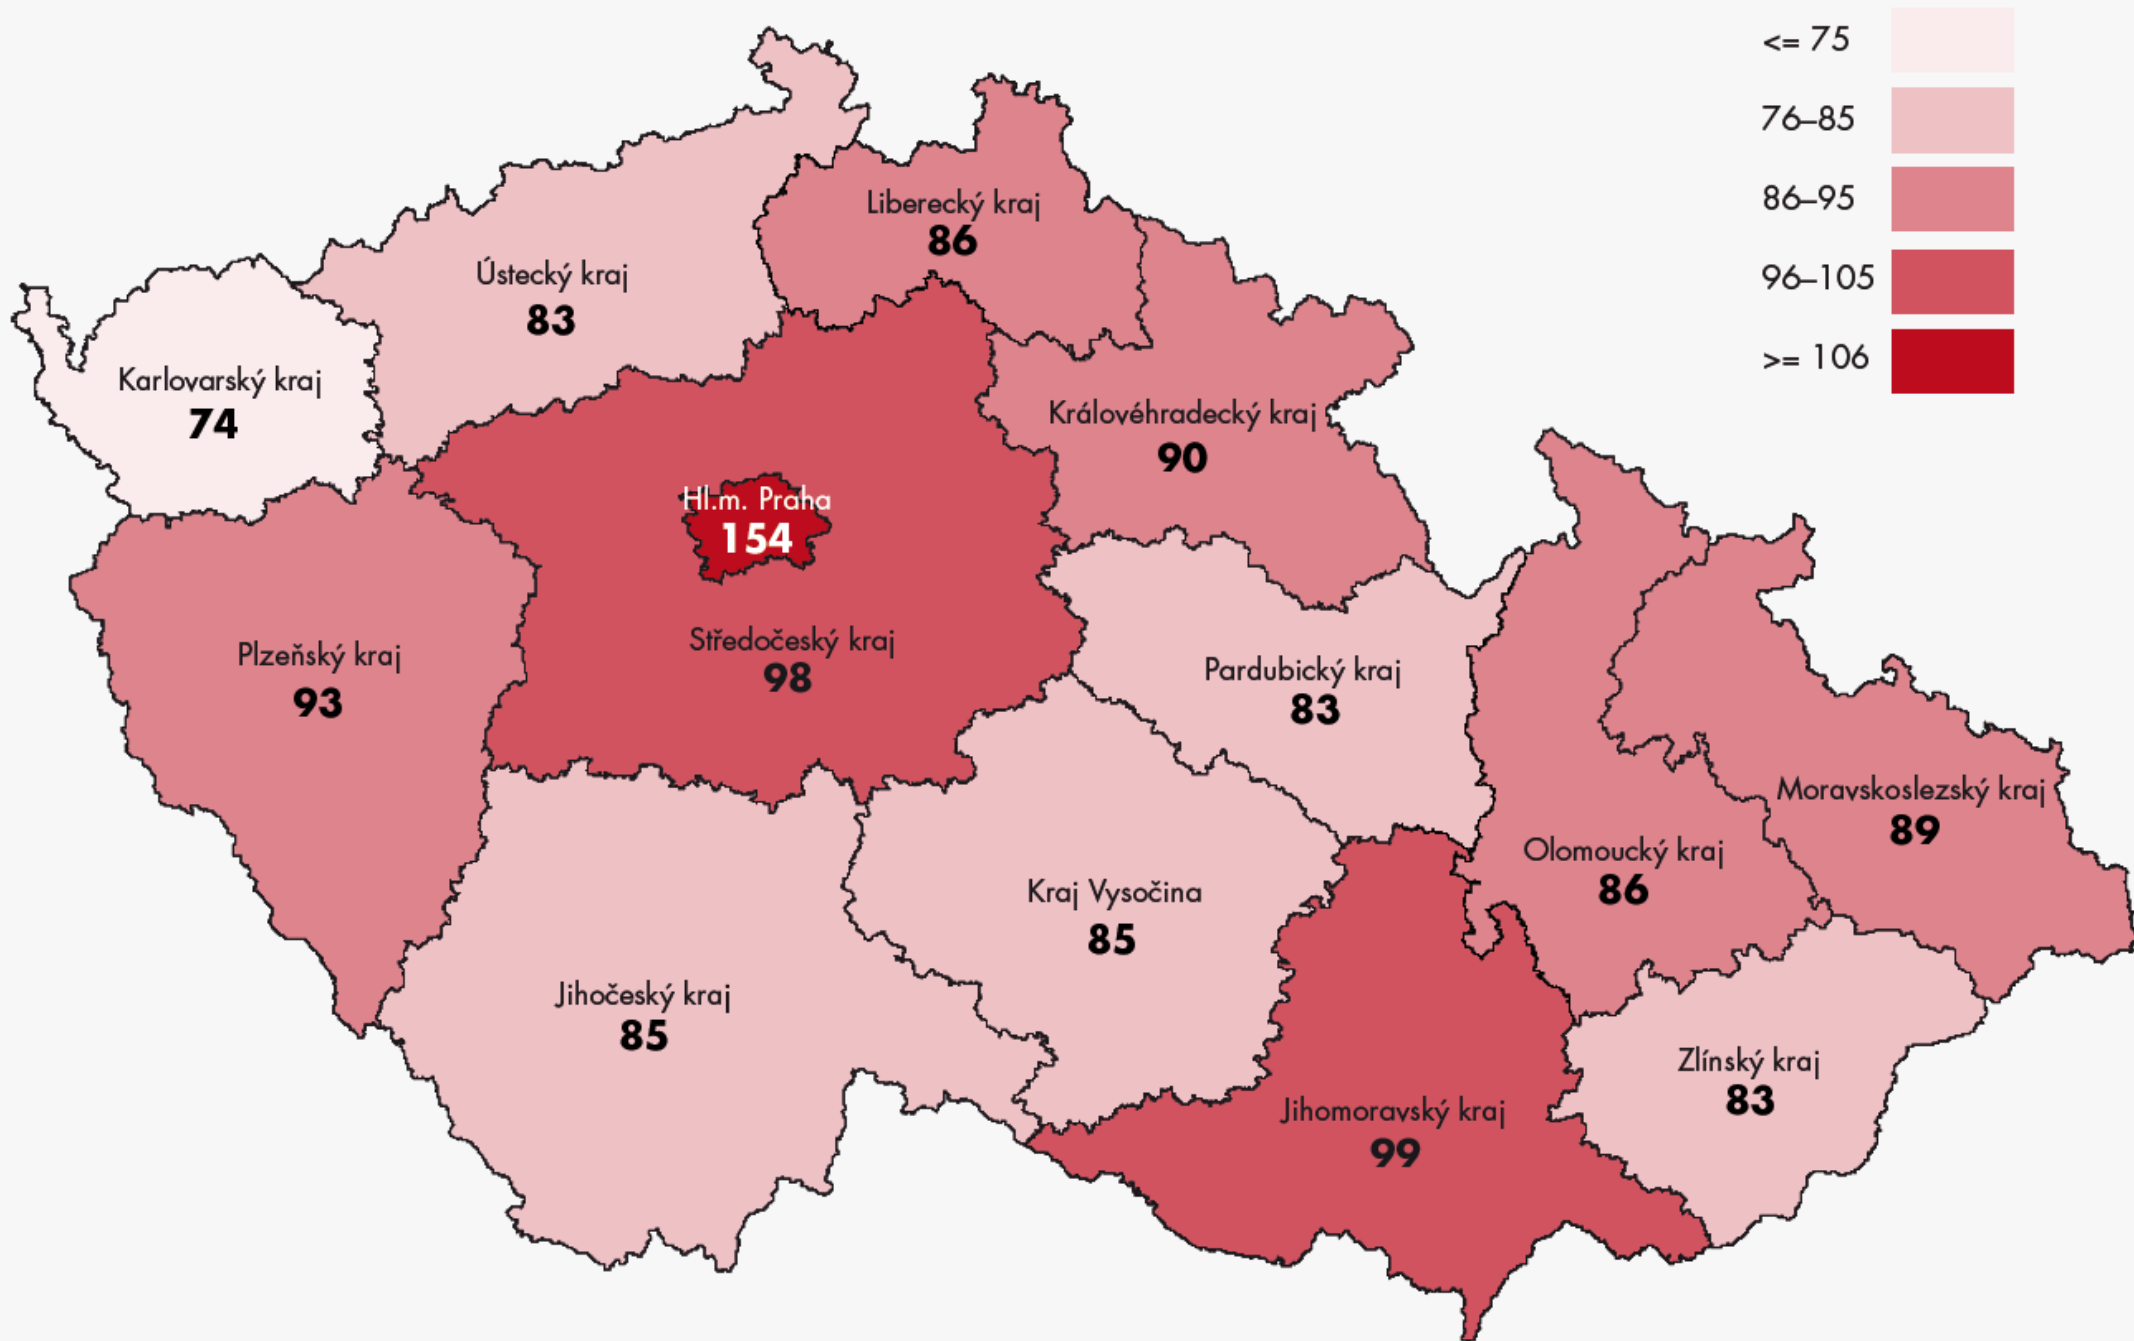 <= 75
76–85
86–95
96–105
>= 106
Liberecký kraj
86
Ústecký kraj
83
Karlovarský kraj
74
Královéhradecký kraj
90
Hl.m. Praha
154
Středočeský kraj
98
Plzeňský kraj
93
Pardubický kraj
83
Moravskoslezský kraj
89
Olomoucký kraj
86
Kraj Vysočina
85
Jihočeský kraj
85
Zlínský kraj
83
Jihomoravský kraj
99